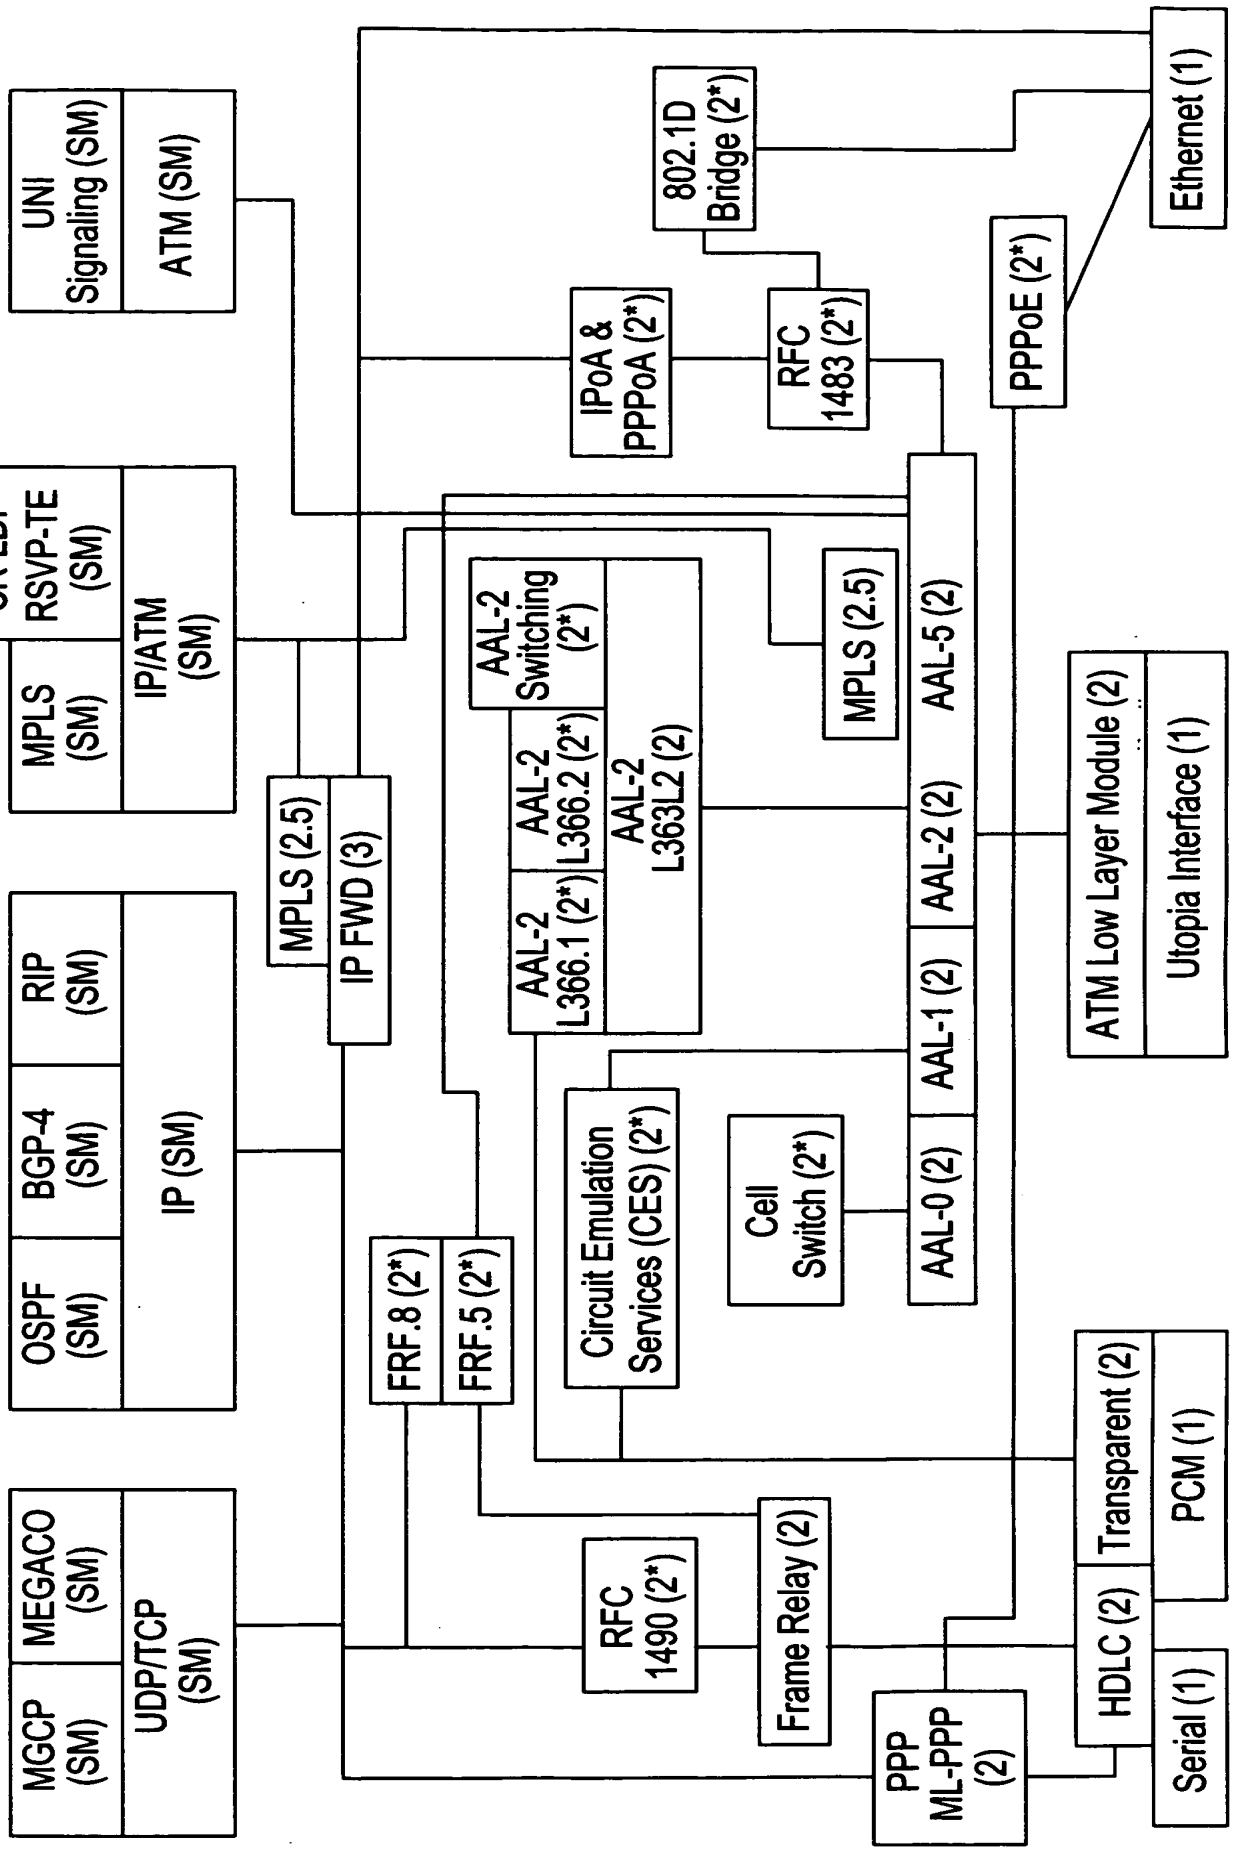 MGCP
(SM)
MEGACO
(SM)
UDP/TCP
(SM)
OSPF
(SM)
BGP-4
(SM)
RIP
(SM)
IP (SM)
MPLS
(SM)
RSVP-TE
(SM)
IP/ATM
(SM)
UNI
Signaling (SM)
ATM (SM)
MPLS (2.5)
IP FWD (3)
FRF.8 (2*)
FRF.5 (2*)
AAL-2
L366.1 (2*)
AAL-2
L366.2 (2*)
AAL-2
Switching
(2*)
AAL-2
L363L2 (2)
IPoA &
PPPoA (2*)
802.1D
Bridge (2*)
RFC
1490 (2*)
Circuit Emulation
Services (CES) (2*)
Cell
Switch (2*)
MPLS (2.5)
RFC
1483 (2*)
Frame Relay (2)
AAL-0 (2)
AAL-1 (2)
AAL-2 (2)
AAL-5 (2)
PPP
ML-PPP
(2)
PPPoE (2*)
HDLC (2)
Transparent (2)
ATM Low Layer Module (2)
Serial (1)
PCM (1)
Utopia Interface (1)
Ethernet (1)